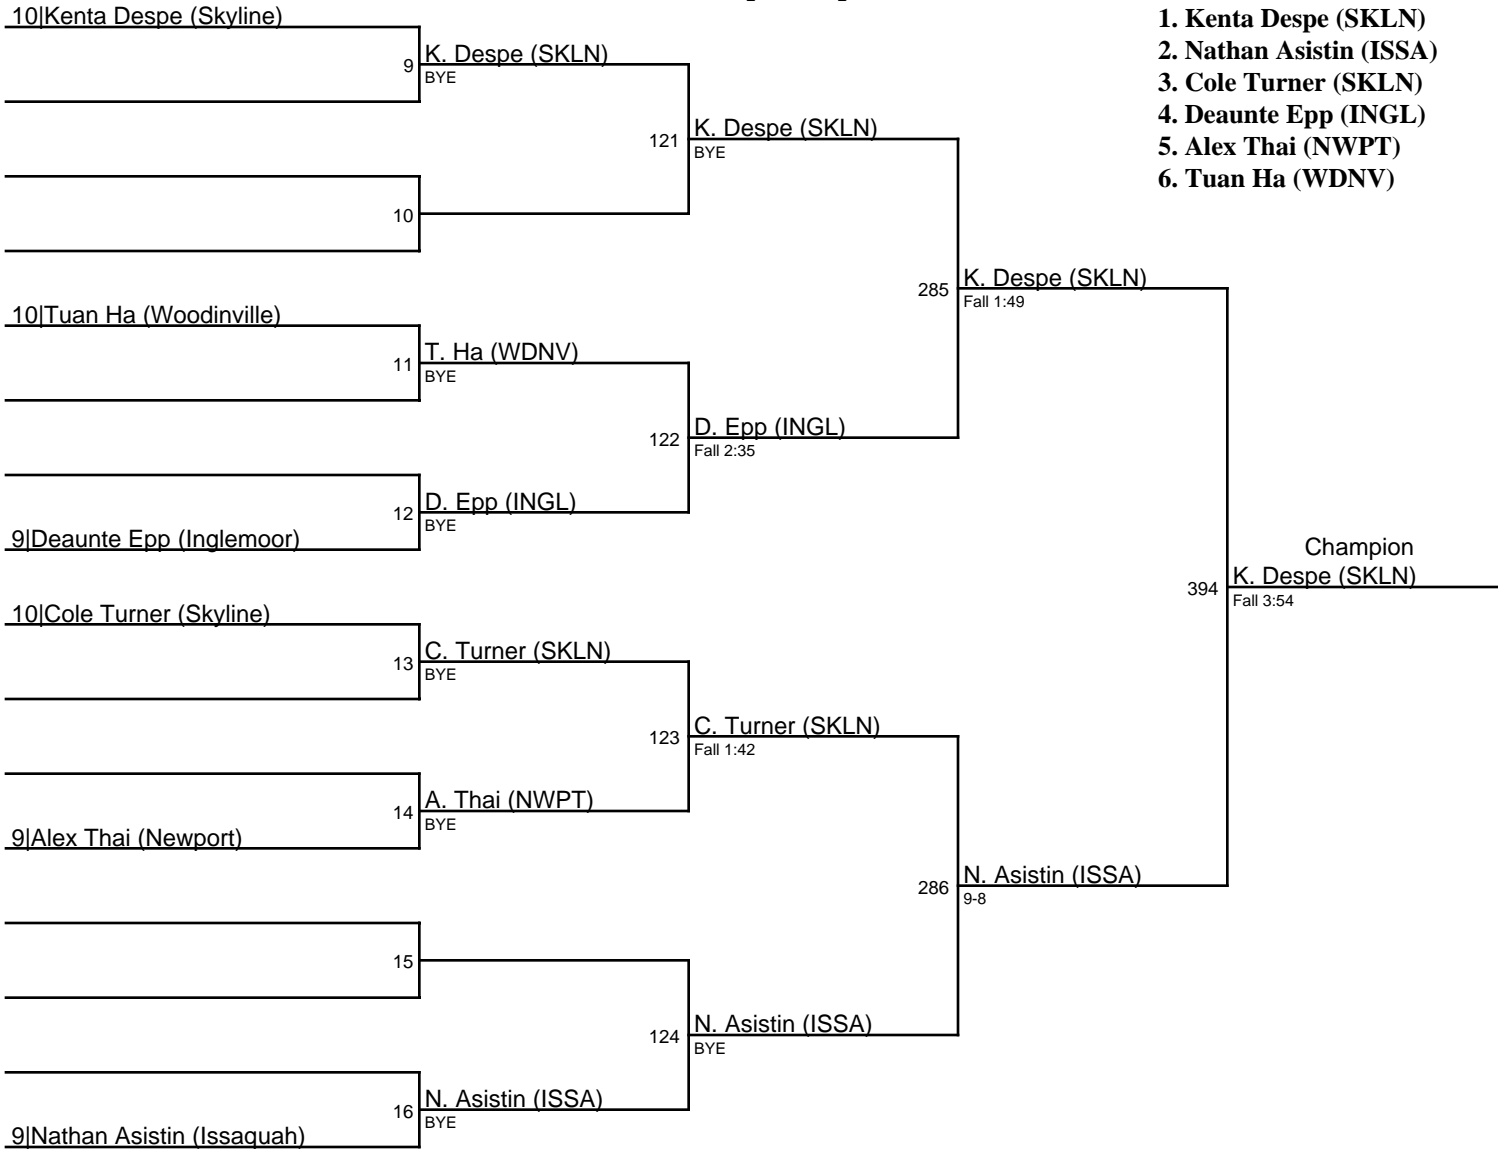 10|Kenta Despe (Skyline)
9
K. Despe (SKLN)
BYE
121
K. Despe (SKLN)
BYE
10
10|Tuan Ha (Woodinville)
11
T. Ha (WDNV)
BYE
122
D. Epp (INGL)
Fall 2:35
12
D. Epp (INGL)
BYE
9|Deaunte Epp (Inglemoor)
285
K. Despe (SKLN)
Fall 1:49
10|Cole Turner (Skyline)
13
C. Turner (SKLN)
BYE
123
C. Turner (SKLN)
Fall 1:42
14
A. Thai (NWPT)
BYE
9|Alex Thai (Newport)
286
N. Asistin (ISSA)
9-8
15
124
N. Asistin (ISSA)
BYE
16
N. Asistin (ISSA)
BYE
9|Nathan Asistin (Issaquah)
394
Champion
K. Despe (SKLN)
Fall 3:54
1. Kenta Despe (SKLN)
2. Nathan Asistin (ISSA)
3. Cole Turner (SKLN)
4. Deaunte Epp (INGL)
5. Alex Thai (NWPT)
6. Tuan Ha (WDNV)